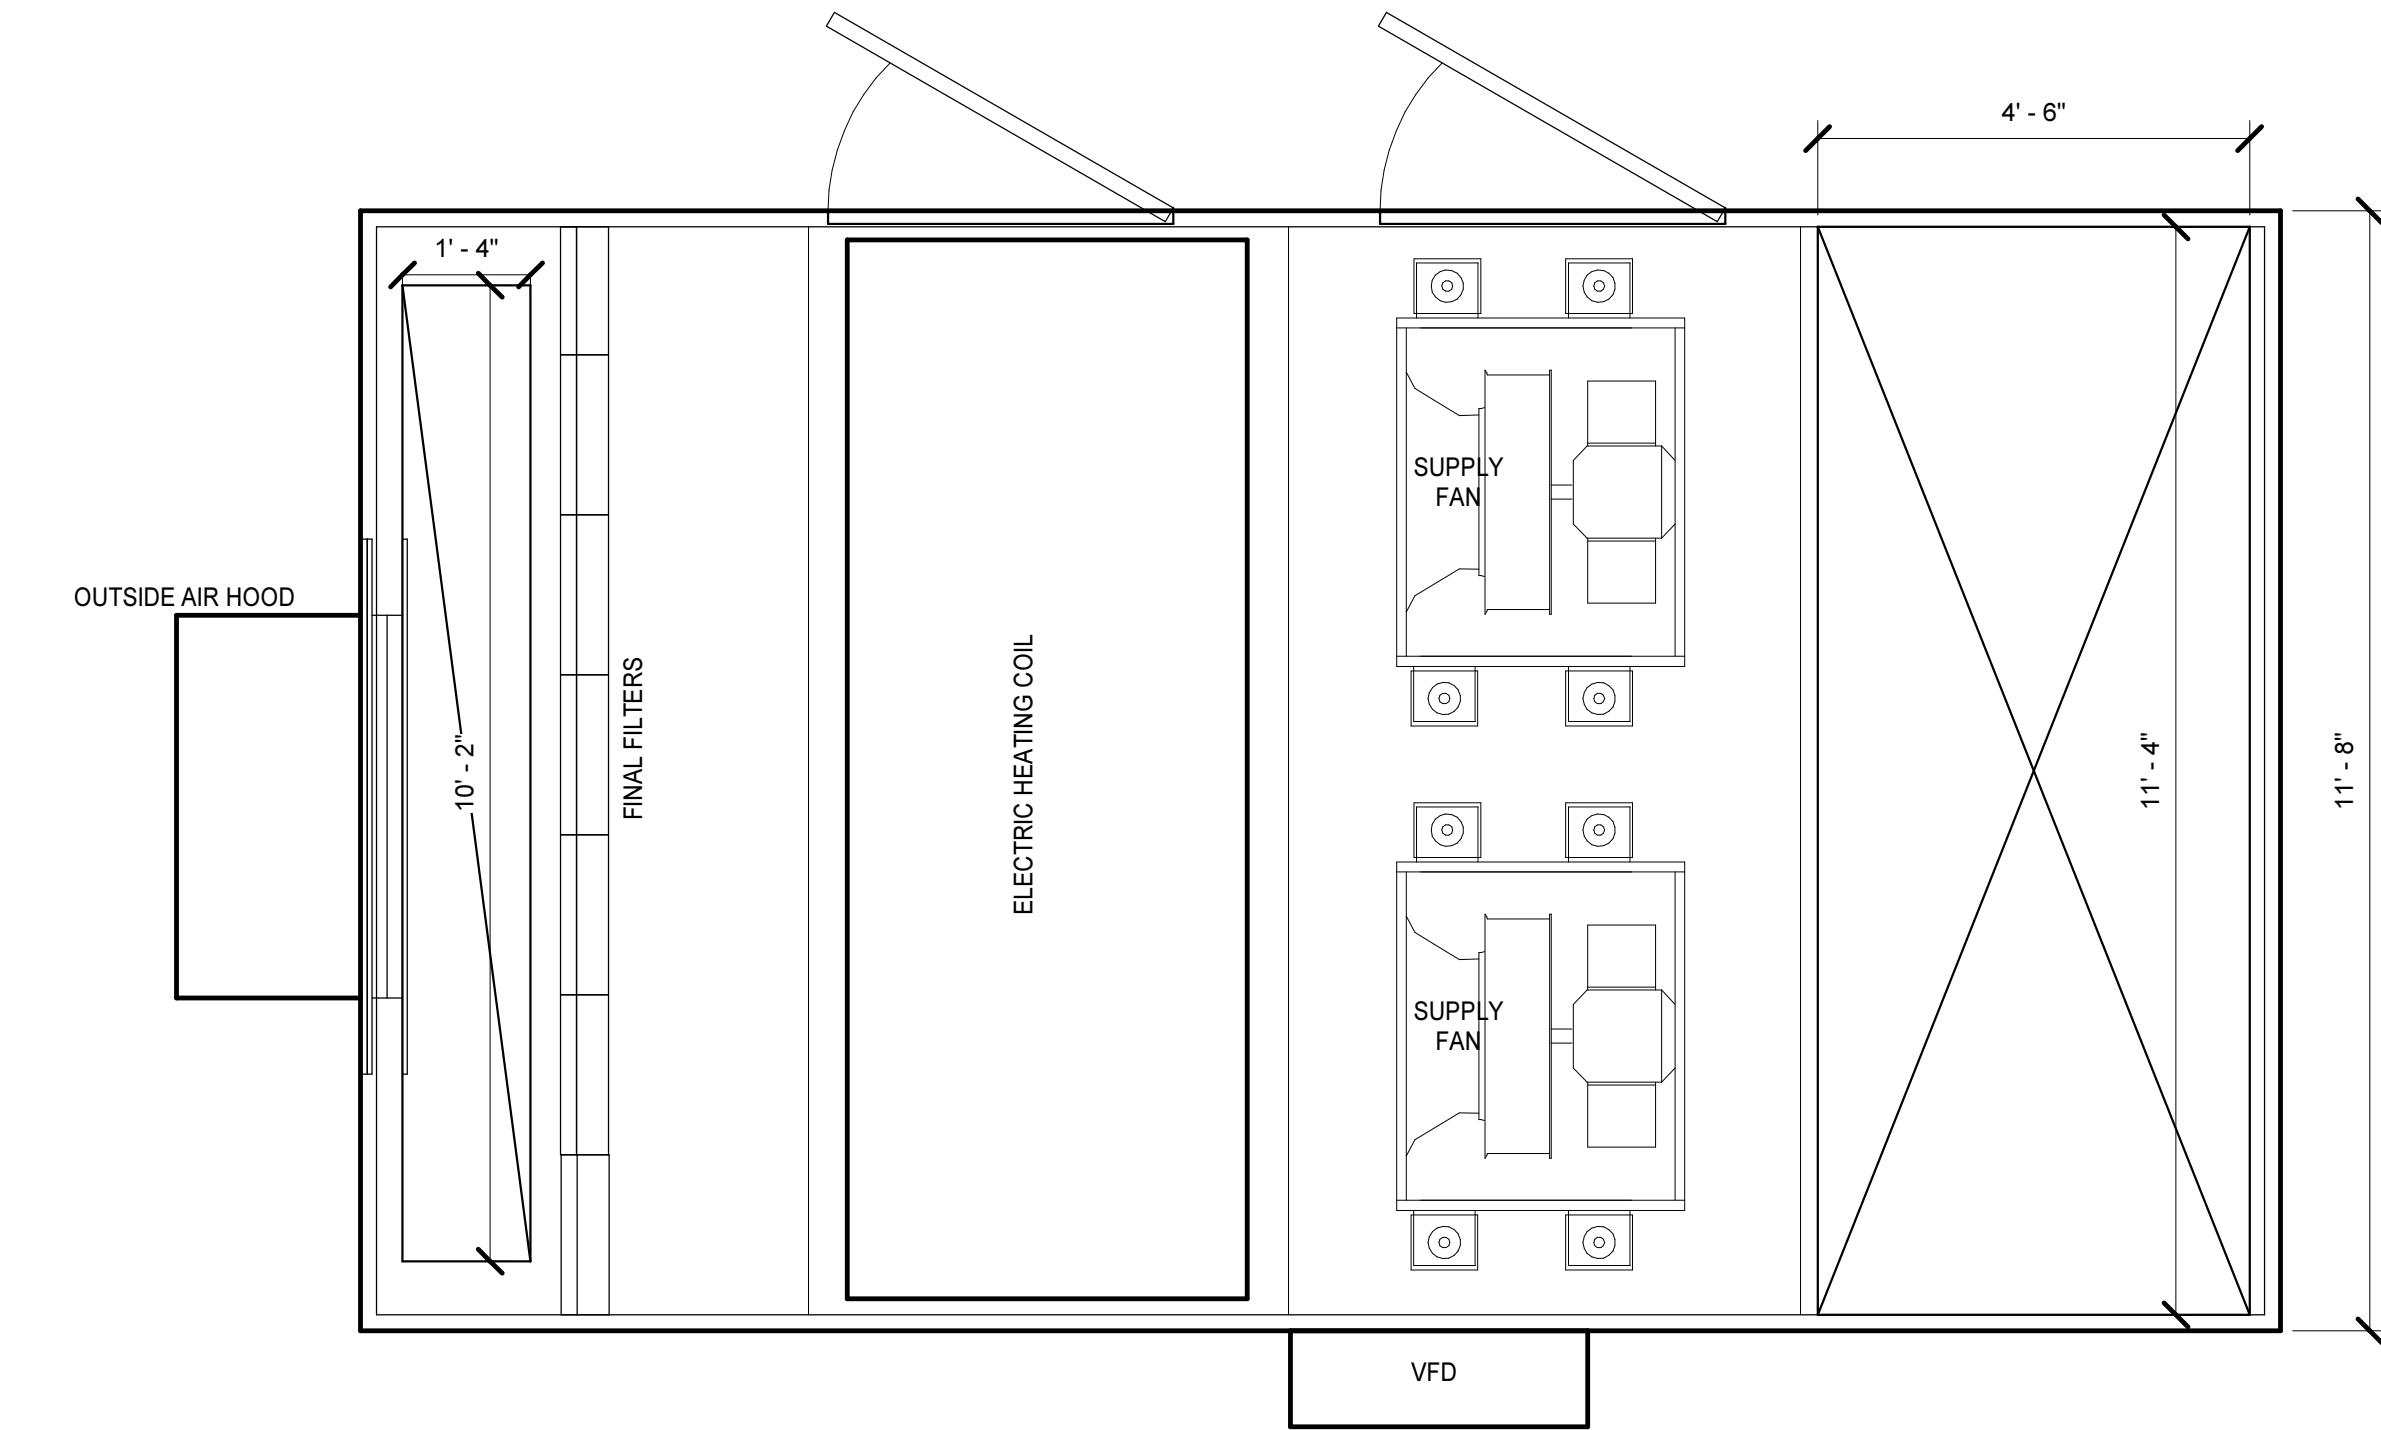 4' - 6"
1' - 4"
SUPPLY
FAN
OUTSIDE AIR HOOD
FINAL FILTERS
ELECTRIC HEATING COIL
10' - 2"
11' - 4"
11' - 8"
SUPPLY
FAN
VFD